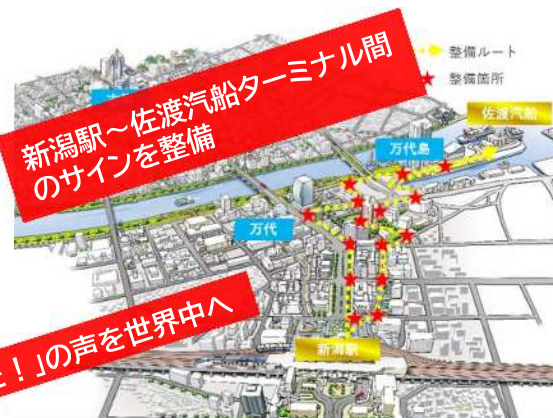 整備ルート
整備箇所
新潟駅～佐渡汽船ターミナル間
のサインを整備
佐渡汽船
万代島
万代
！」の声を世界中へ
新潟駅